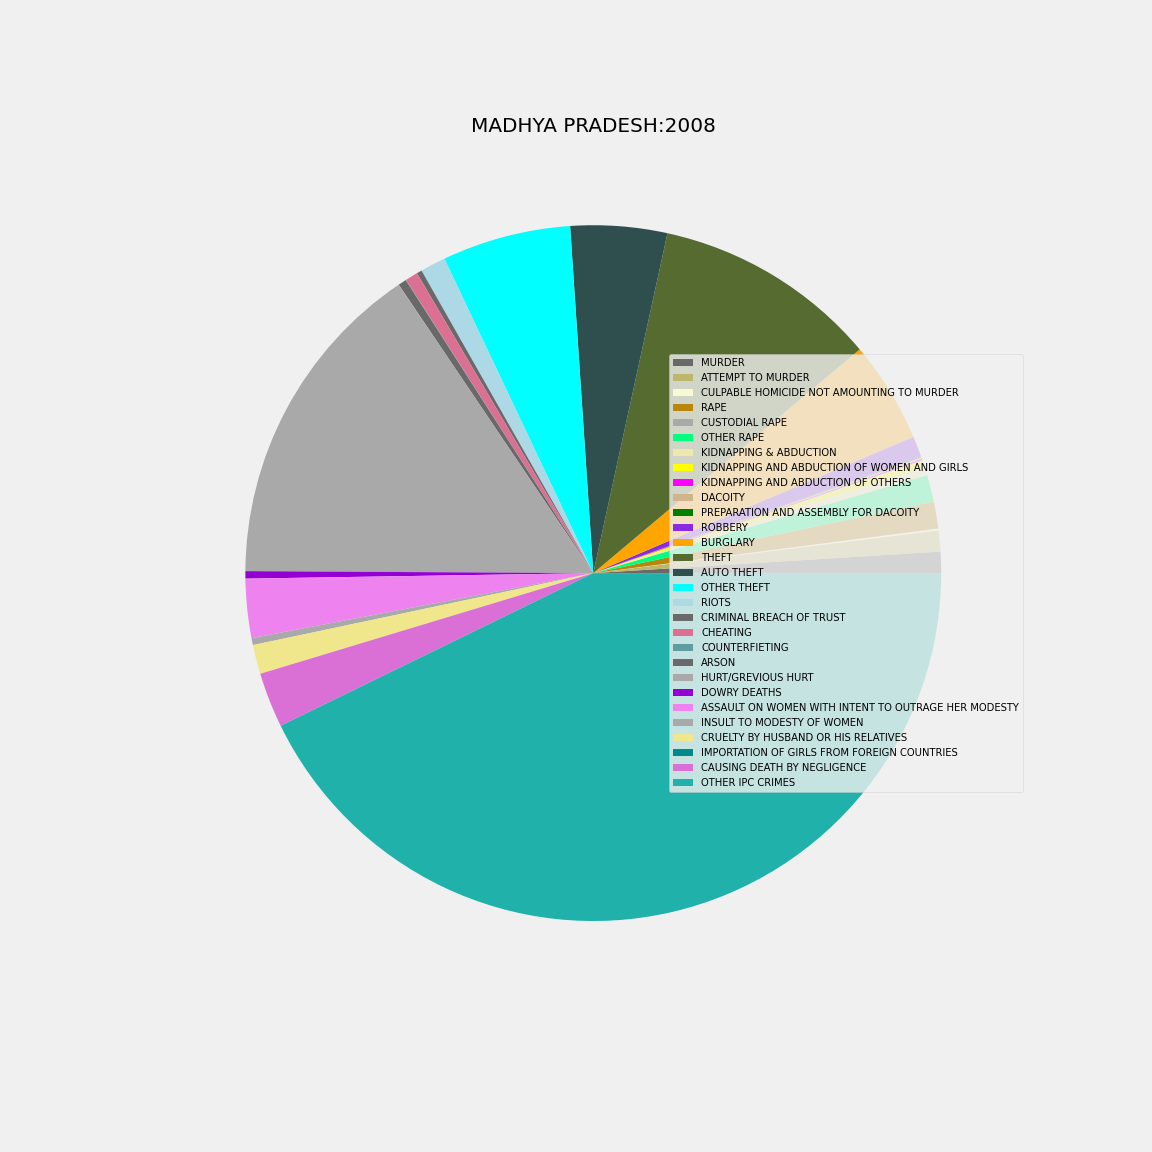 MADHYA PRADESH:2008
MURDER
ATTEMPT TO MURDER
CULPABLE HOMICIDE NOT AMOUNTING TO MURDER
RAPE
CUSTODIAL RAPE
OTHER RAPE
KIDNAPPING & ABDUCTION
KIDNAPPING AND ABDUCTION OF WOMEN AND GIRLS
KIDNAPPING AND ABDUCTION OF OTHERS
DACOITY
PREPARATION AND ASSEMBLY FOR DACOITY
ROBBERY
BURGLARY
THEFT
AUTO THEFT
OTHER THEFT
RIOTS
CRIMINAL BREACH OF TRUST
CHEATING
COUNTERFIETING
ARSON
HURT/GREVIOUS HURT
DOWRY DEATHS
ASSAULT ON WOMEN WITH INTENT TO OUTRAGE HER MODESTY
INSULT TO MODESTY OF WOMEN
CRUELTY BY HUSBAND OR HIS RELATIVES
IMPORTATION OF GIRLS FROM FOREIGN COUNTRIES
CAUSING DEATH BY NEGLIGENCE
OTHER IPC CRIMES